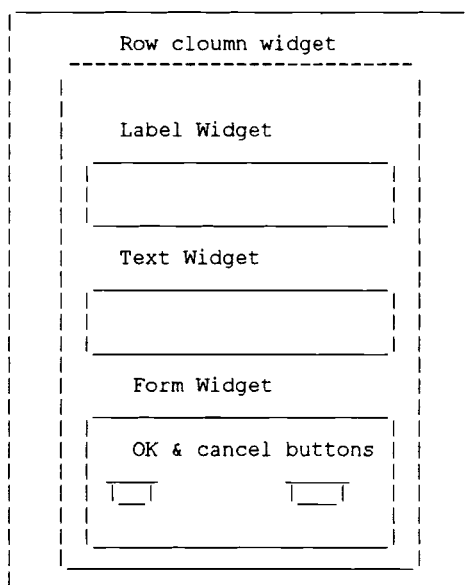 Row cloumn widget
Label Widget
Text Widget
Form Widget
OK & cancel buttons